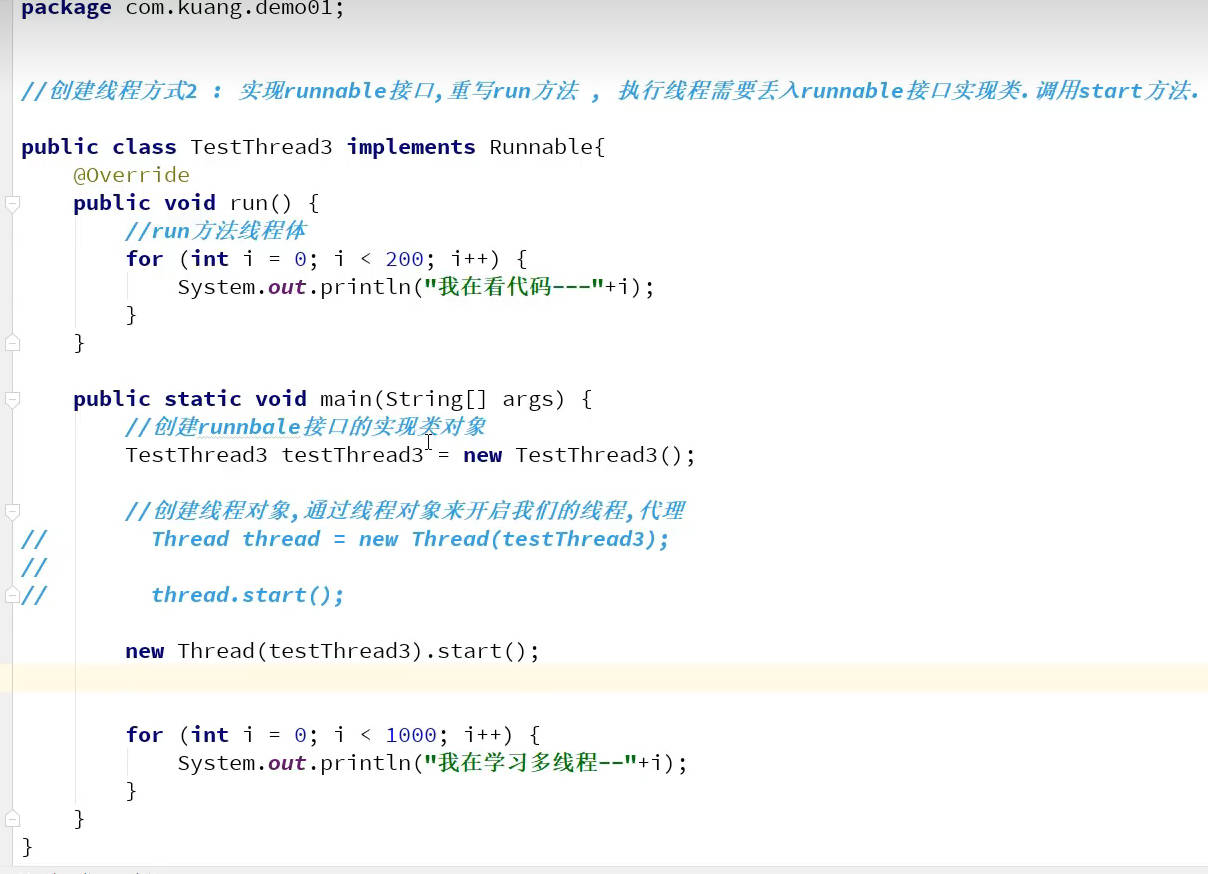 package com.kuang.demo01;
//创建线程方式2 : 实现runnable接口,重写run方法 , 执行线程需要丢入runnable接口实现类.调用start方法.
public class TestThread3 implements Runnable{
@Override
public void run() {
//run方法线程体
for (int i = 0; i < 200; i++) {
System.out.println("我在看代码---"+i);
}
}
public static void main(String[] args) {
//创建runnbale接口的实现类对象
TestThread3 testThread3 = new TestThread3();
//创建线程对象,通过线程对象来开启我们的线程,代理
// Thread thread = new Thread(testThread3);
//
// thread.start();
new Thread(testThread3).start();
for (int i = 0; i < 1000; i++) {
System.out.println("我在学习多线程--"+i);
}
}
}